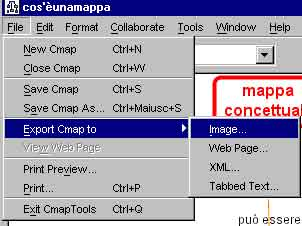 cos'èunamappa
File Edit Format Collaborate Tools Window Help
New Cmap Ctrl+N
Close Cmap Ctrl+W
Save Cmap Ctrl+S
Save Cmap As... Ctrl+Maiusc+S
Export Cmap to
View Web Page
Print Preview...
Print... Ctrl+P
Exit CmapTools Ctrl+Q
Image...
Web Page...
XML...
Tabbed Text...
mappa
concettual
può essere